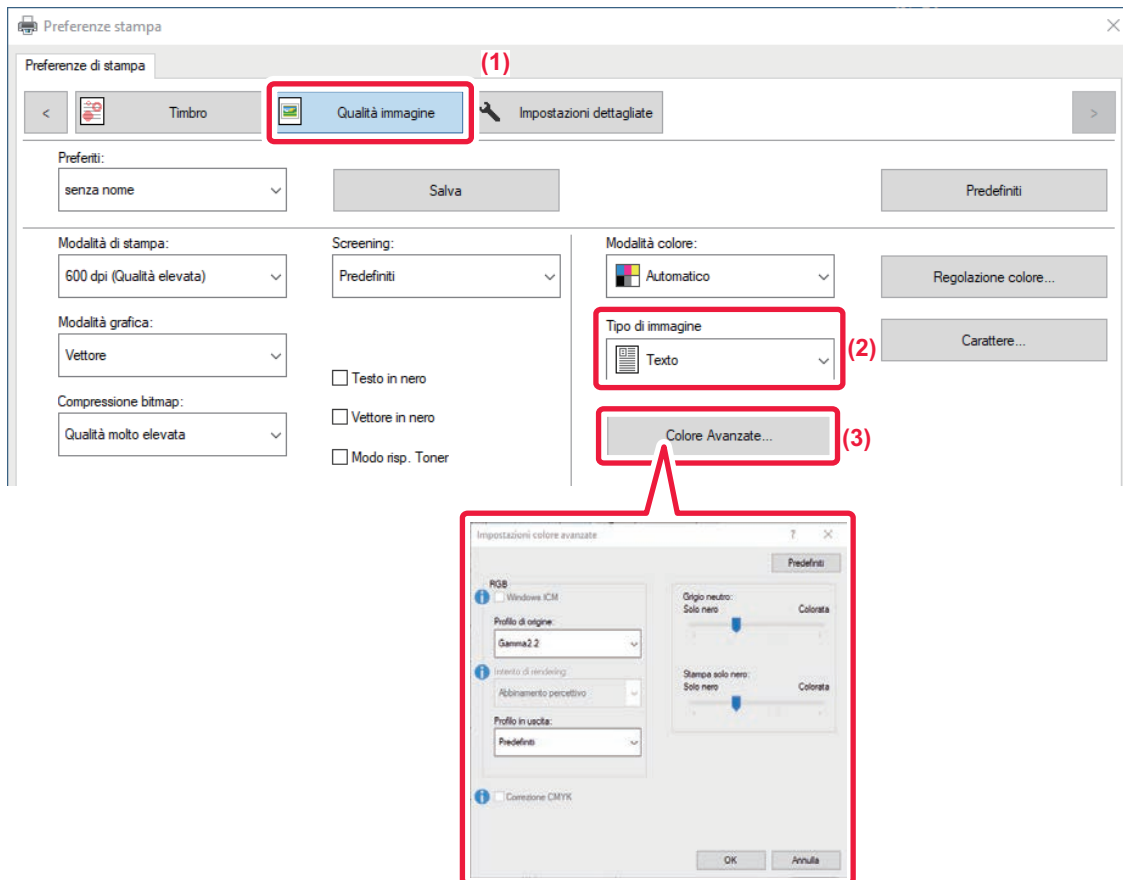 Preferenze stampa
Preferenze di stampa
(1)
<
Timbro
Qualità immagine
Impostazioni dettagliate
>
Preferiti:
senza nome
Salva
Predefiniti
Modalità di stampa:
Screening:
Modalità colore:
600 dpi (Qualità elevata)
Predefiniti
Automatico
Regolazione colore...
Modalità grafica:
Tipo di immagine
(2)
Vettore
Texto
Carattere...
Testo in nero
Compressione bitmap:
Vettore in nero
Qualità molto elevata
Colore Avanzate...
(3)
Modo risp. Toner
Impostazioni colore avanzate
?
Predefiniti
RGB
Windows ICM
Grigio neutro:
Solo nero
Colorata
Profilo di origine:
Gamma2.2
Intento di rendering:
Stampa solo nero:
Abbinamento percettivo
Solo nero
Colorata
Profilo in uscita:
Predefiniti
Correzione CMYK
OK
Annulla